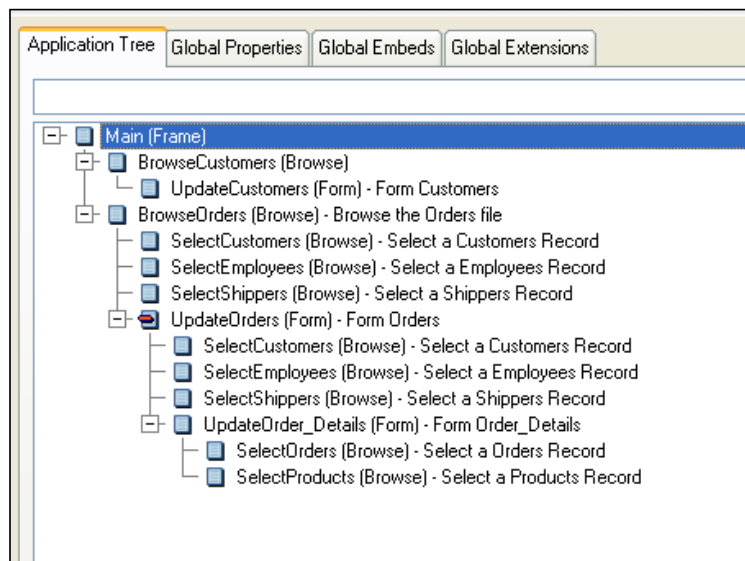 Application Tree Global Properties Global Embeds Global Extensions
Main (Frame)
BrowseCustomers (Browse)
UpdateCustomers (Form) - Form Customers
BrowseOrders (Browse) - Browse the Orders file
SelectCustomers (Browse) - Select a Customers Record
SelectEmployees (Browse) - Select a Employees Record
SelectShippers (Browse) - Select a Shippers Record
UpdateOrders (Form) - Form Orders
SelectCustomers (Browse) - Select a Customers Record
SelectEmployees (Browse) - Select a Employees Record
SelectShippers (Browse) - Select a Shippers Record
UpdateOrder_Details (Form) - Form Order_Details
SelectOrders (Browse) - Select a Orders Record
SelectProducts (Browse) - Select a Products Record